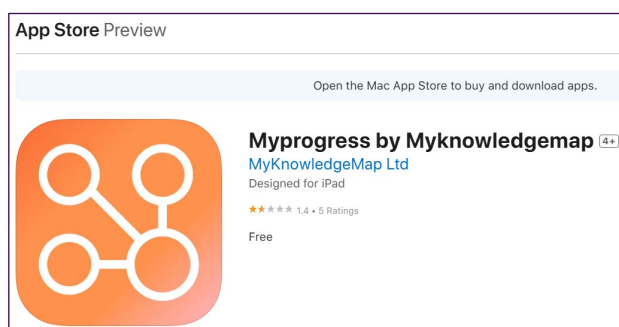 App Store Preview
Open the Mac App Store to buy and download apps.
Myprogress by Myknowledgemap 4+
MyKnowledgeMap Ltd
Designed for iPad
★★★★★ 1.4 • 5 Ratings
Free